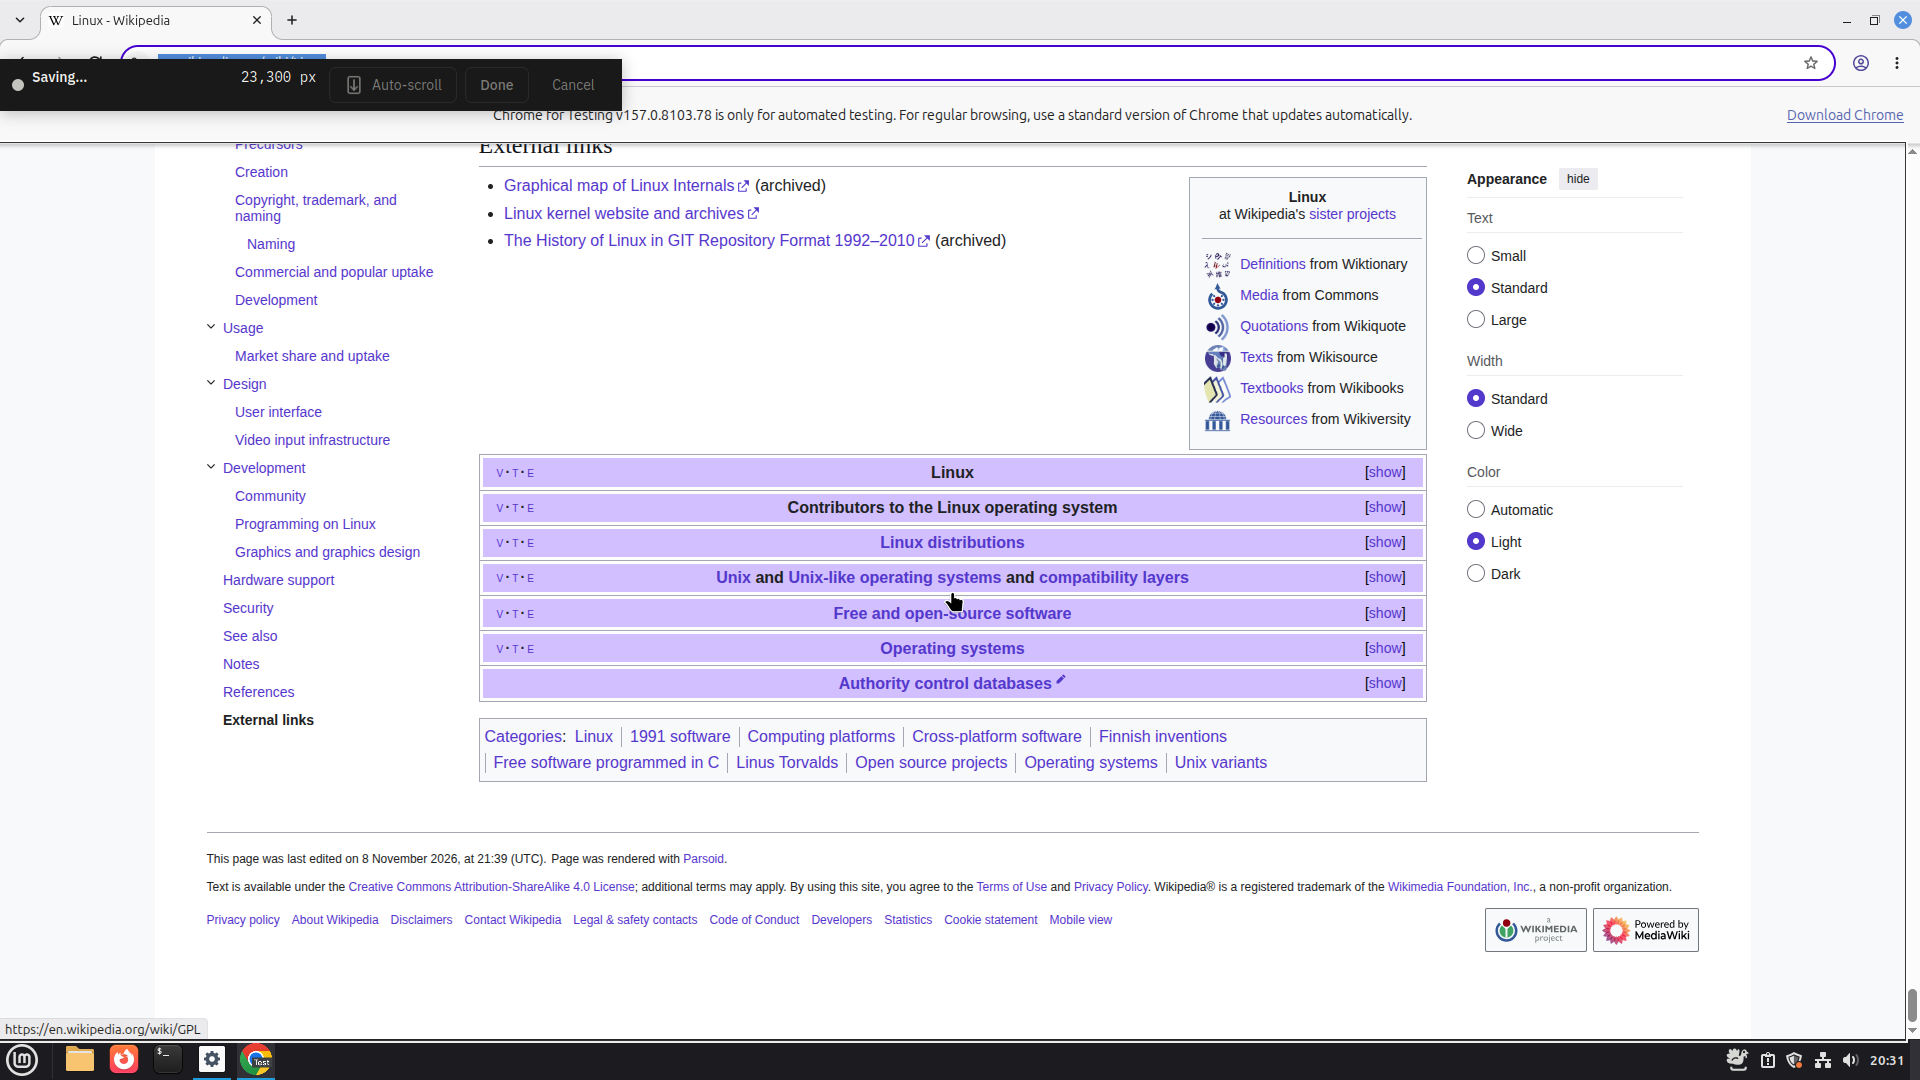 Linux - Wikipedia
Saving...
23,300 px
Auto-scroll
Done
Cancel
Chrome for Testing v157.0.8103.78 is only for automated testing. For regular browsing, use a standard version of Chrome that updates automatically.
Download Chrome
Precursors
Creation
Copyright, trademark, and
naming
Naming
Commercial and popular uptake
Development
Usage
Market share and uptake
Design
User interface
Video input infrastructure
Development
Community
Programming on Linux
Graphics and graphics design
Hardware support
Security
See also
Notes
References
External links
External links
Graphical map of Linux Internals (archived)
Linux kernel website and archives
The History of Linux in GIT Repository Format 1992–2010 (archived)
Linux
at Wikipedia's sister projects
Definitions from Wiktionary
Media from Commons
Quotations from Wikiquote
Texts from Wikisource
Textbooks from Wikibooks
Resources from Wikiversity
V·T·E Linux [show]
V·T·E Contributors to the Linux operating system [show]
V·T·E Linux distributions [show]
V·T·E Unix and Unix-like operating systems and compatibility layers [show]
V·T·E Free and open-source software [show]
V·T·E Operating systems [show]
Authority control databases [show]
Categories: Linux | 1991 software | Computing platforms | Cross-platform software | Finnish inventions
| Free software programmed in C | Linus Torvalds | Open source projects | Operating systems | Unix variants
Appearance hide
Text
Small
Standard
Large
Width
Standard
Wide
Color
Automatic
Light
Dark
This page was last edited on 8 November 2026, at 21:39 (UTC). Page was rendered with Parsoid.
Text is available under the Creative Commons Attribution-ShareAlike 4.0 License; additional terms may apply. By using this site, you agree to the Terms of Use and Privacy Policy. Wikipedia® is a registered trademark of the Wikimedia Foundation, Inc., a non-profit organization.
Privacy policy About Wikipedia Disclaimers Contact Wikipedia Legal & safety contacts Code of Conduct Developers Statistics Cookie statement Mobile view
a
WIKIMEDIA
project
Powered by
MediaWiki
https://en.wikipedia.org/wiki/GPL
Test
20:31